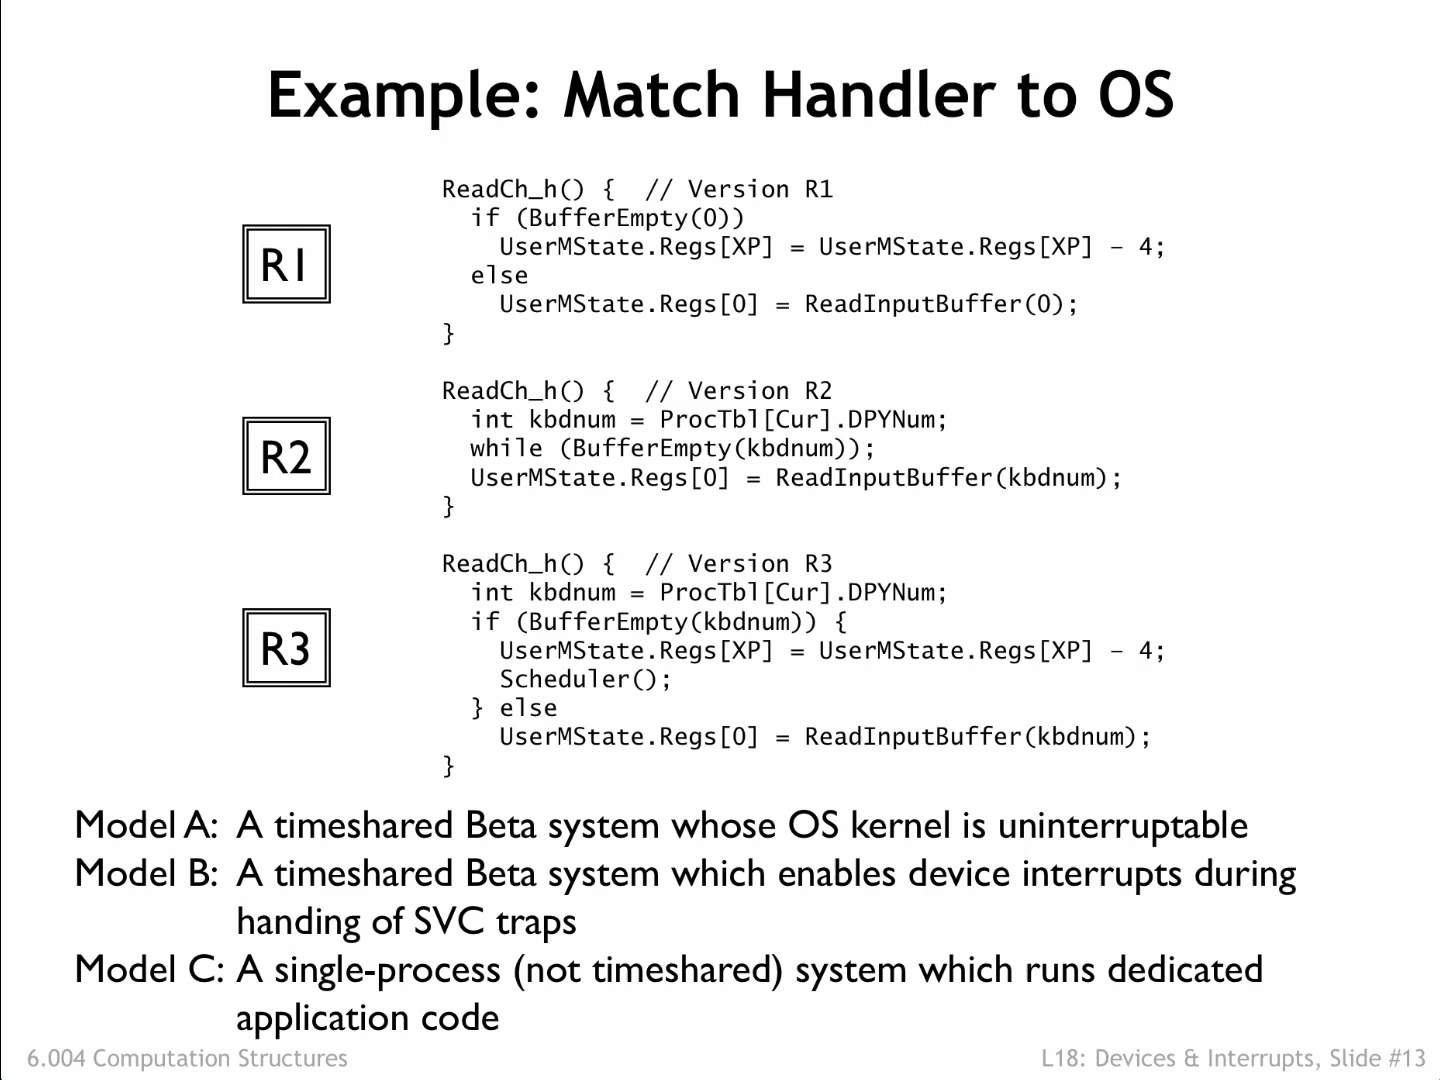 Example: Match Handler to OS
R1
ReadCh_h() {  // Version R1
  if (BufferEmpty(0))
    UserMState.Regs[XP] = UserMState.Regs[XP] – 4;
  else
    UserMState.Regs[0] = ReadInputBuffer(0);
}
R2
ReadCh_h() {  // Version R2
  int kbdnum = ProcTbl[Cur].DPYNum;
  while (BufferEmpty(kbdnum));
  UserMState.Regs[0] = ReadInputBuffer(kbdnum);
}
R3
ReadCh_h() {  // Version R3
  int kbdnum = ProcTbl[Cur].DPYNum;
  if (BufferEmpty(kbdnum)) {
    UserMState.Regs[XP] = UserMState.Regs[XP] – 4;
    Scheduler();
  } else
    UserMState.Regs[0] = ReadInputBuffer(kbdnum);
}
Model A: A timeshared Beta system whose OS kernel is uninterruptable
Model B: A timeshared Beta system which enables device interrupts during
handing of SVC traps
Model C: A single-process (not timeshared) system which runs dedicated
application code
6.004 Computation Structures
L18: Devices & Interrupts, Slide #13